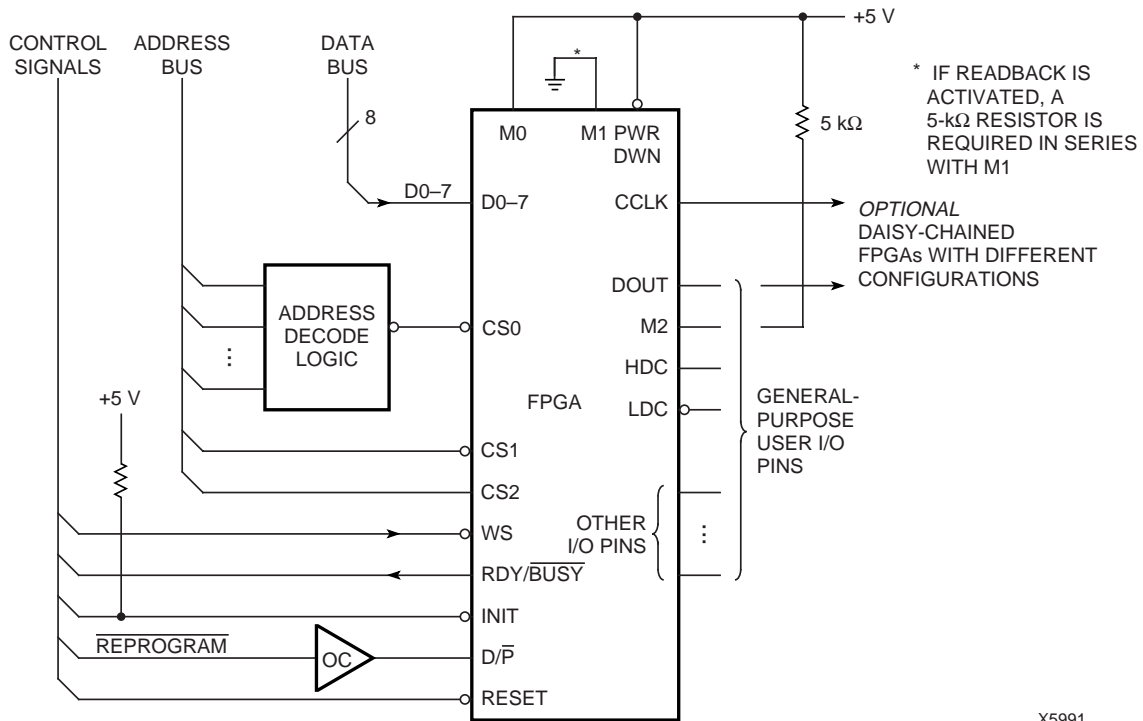 +5 V
CONTROL
SIGNALS
ADDRESS
BUS
DATA
BUS
*
* IF READBACK IS
ACTIVATED, A
5-kΩ RESISTOR IS
REQUIRED IN SERIES
WITH M1
8
5 kΩ
M0
M1
PWR
DWN
D0–7
D0–7
CCLK
OPTIONAL
DAISY-CHAINED
FPGAs WITH DIFFERENT
CONFIGURATIONS
DOUT
ADDRESS
DECODE
LOGIC
CS0
M2
⋮
HDC
+5 V
FPGA
LDC
GENERAL-
PURPOSE
USER I/O
PINS
CS1
CS2
OTHER
I/O PINS
⋮
WS
RDY/BUSY
INIT
REPROGRAM
OC
D/P
RESET
X5991